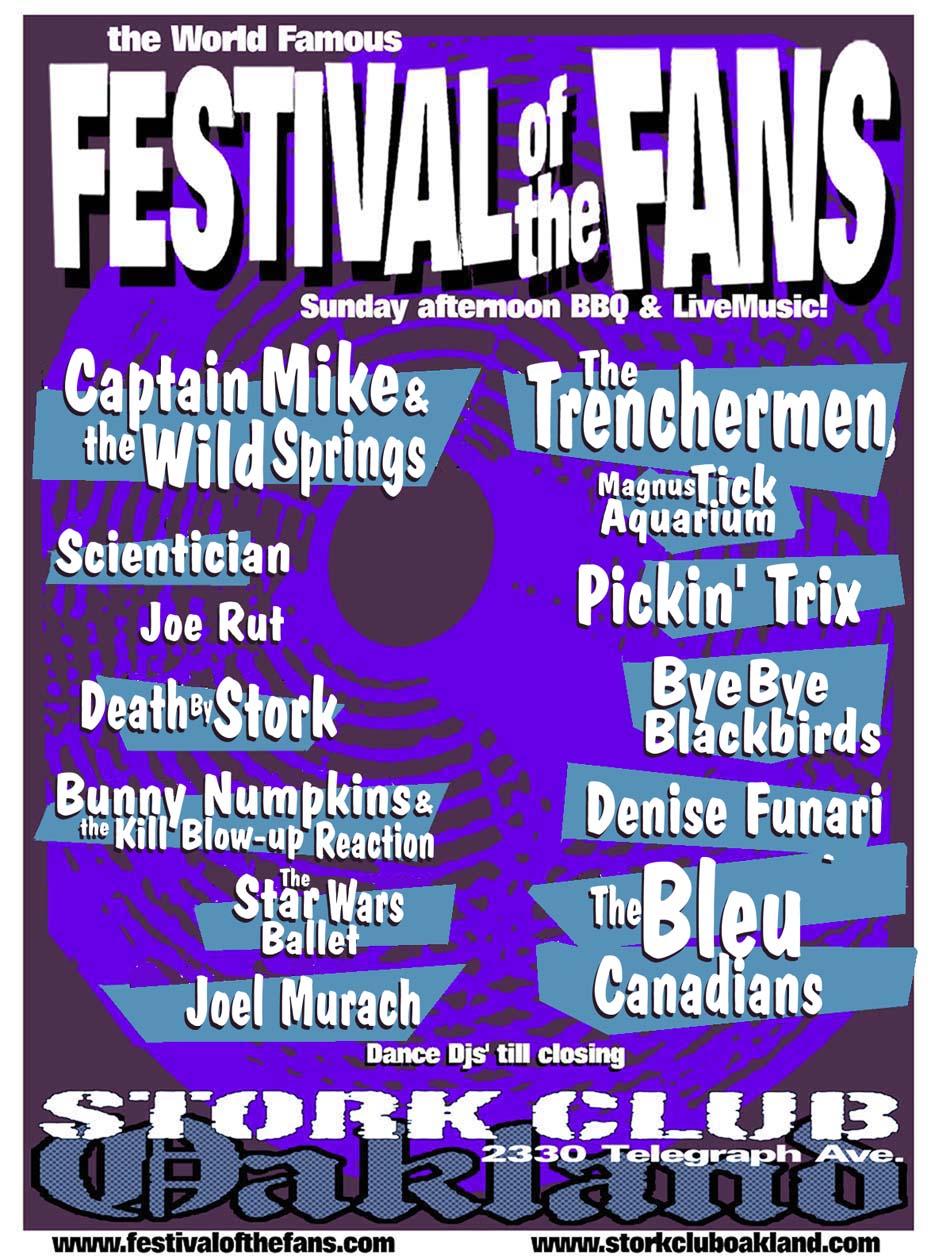 the World Famous
FESTIVAL of the FANS
Sunday afternoon BBQ & LiveMusic!
Captain Mike &
the Wild Springs
Scientician
Joe Rut
Death By Stork
Bunny Numpkins &
the Kill Blow-up Reaction
The
Star Wars
Ballet
Joel Murach
The
Trenchermen,
Magnus Tick
Aquarium
Pickin' Trix
Bye Bye
Blackbirds
Denise Funari
The Bleu
Canadians
Dance Djs' till closing
STORK CLUB
2330 Telegraph Ave.
Oakland
www.festivalofthefans.com
www.storkcluboakland.com